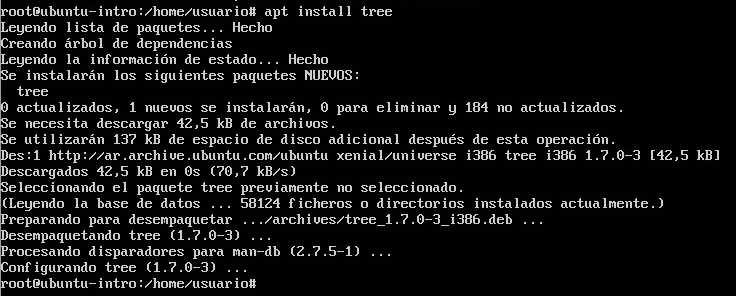 root@ubuntu-intro:/home/usuario# apt install tree
Leyendo lista de paquetes... Hecho
Creando árbol de dependencias
Leyendo la información de estado... Hecho
Se instalarán los siguientes paquetes NUEVOS:
  tree
0 actualizados, 1 nuevos se instalarán, 0 para eliminar y 184 no actualizados.
Se necesita descargar 42,5 kB de archivos.
Se utilizarán 137 kB de espacio de disco adicional después de esta operación.
Des:1 http://ar.archive.ubuntu.com/ubuntu xenial/universe i386 tree i386 1.7.0-3 [42,5 kB]
Descargados 42,5 kB en 0s (70,7 kB/s)
Seleccionando el paquete tree previamente no seleccionado.
(Leyendo la base de datos ... 58124 ficheros o directorios instalados actualmente.)
Preparando para desempaquetar .../archives/tree_1.7.0-3_i386.deb ...
Desempaquetando tree (1.7.0-3) ...
Procesando disparadores para man-db (2.7.5-1) ...
Configurando tree (1.7.0-3) ...
root@ubuntu-intro:/home/usuario#